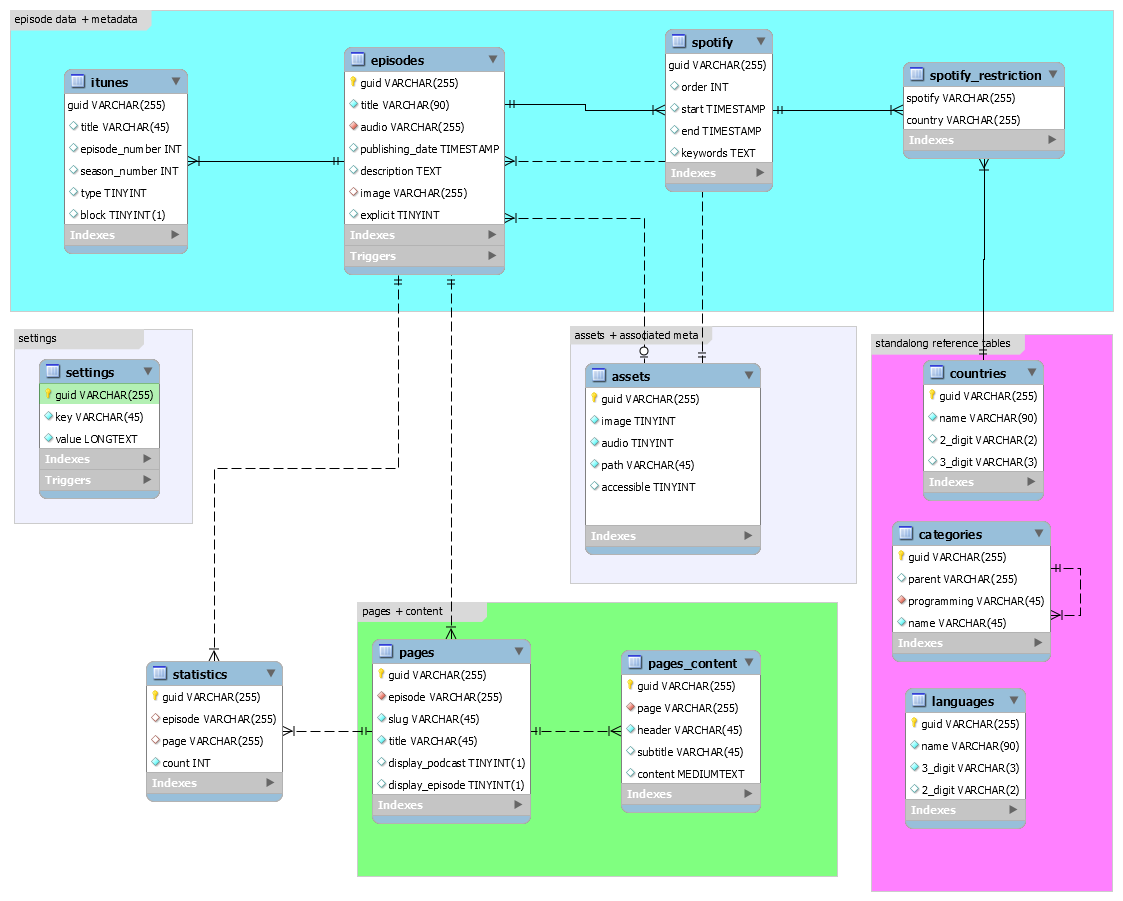 episode data + metadata
itunes
guid VARCHAR(255)
title VARCHAR(45)
episode_number INT
season_number INT
type TINYINT
block TINYINT(1)
Indexes
episodes
guid VARCHAR(255)
title VARCHAR(90)
audio VARCHAR(255)
publishing_date TIMESTAMP
description TEXT
image VARCHAR(255)
explicit TINYINT
Indexes
Triggers
spotify
guid VARCHAR(255)
order INT
start TIMESTAMP
end TIMESTAMP
keywords TEXT
Indexes
spotify_restriction
spotify VARCHAR(255)
country VARCHAR(255)
Indexes
settings
settings
guid VARCHAR(255)
key VARCHAR(45)
value LONGTEXT
Indexes
Triggers
assets + associated meta
assets
guid VARCHAR(255)
image TINYINT
audio TINYINT
path VARCHAR(45)
accessible TINYINT
Indexes
standalong reference tables
countries
guid VARCHAR(255)
name VARCHAR(90)
2_digit VARCHAR(2)
3_digit VARCHAR(3)
Indexes
categories
guid VARCHAR(255)
parent VARCHAR(255)
programming VARCHAR(45)
name VARCHAR(45)
Indexes
languages
guid VARCHAR(255)
name VARCHAR(90)
3_digit VARCHAR(3)
2_digit VARCHAR(2)
Indexes
statistics
guid VARCHAR(255)
episode VARCHAR(255)
page VARCHAR(255)
count INT
Indexes
pages + content
pages
guid VARCHAR(255)
episode VARCHAR(255)
slug VARCHAR(45)
title VARCHAR(45)
display_podcast TINYINT(1)
display_episode TINYINT(1)
Indexes
pages_content
guid VARCHAR(255)
page VARCHAR(255)
header VARCHAR(45)
subtitle VARCHAR(45)
content MEDIUMTEXT
Indexes